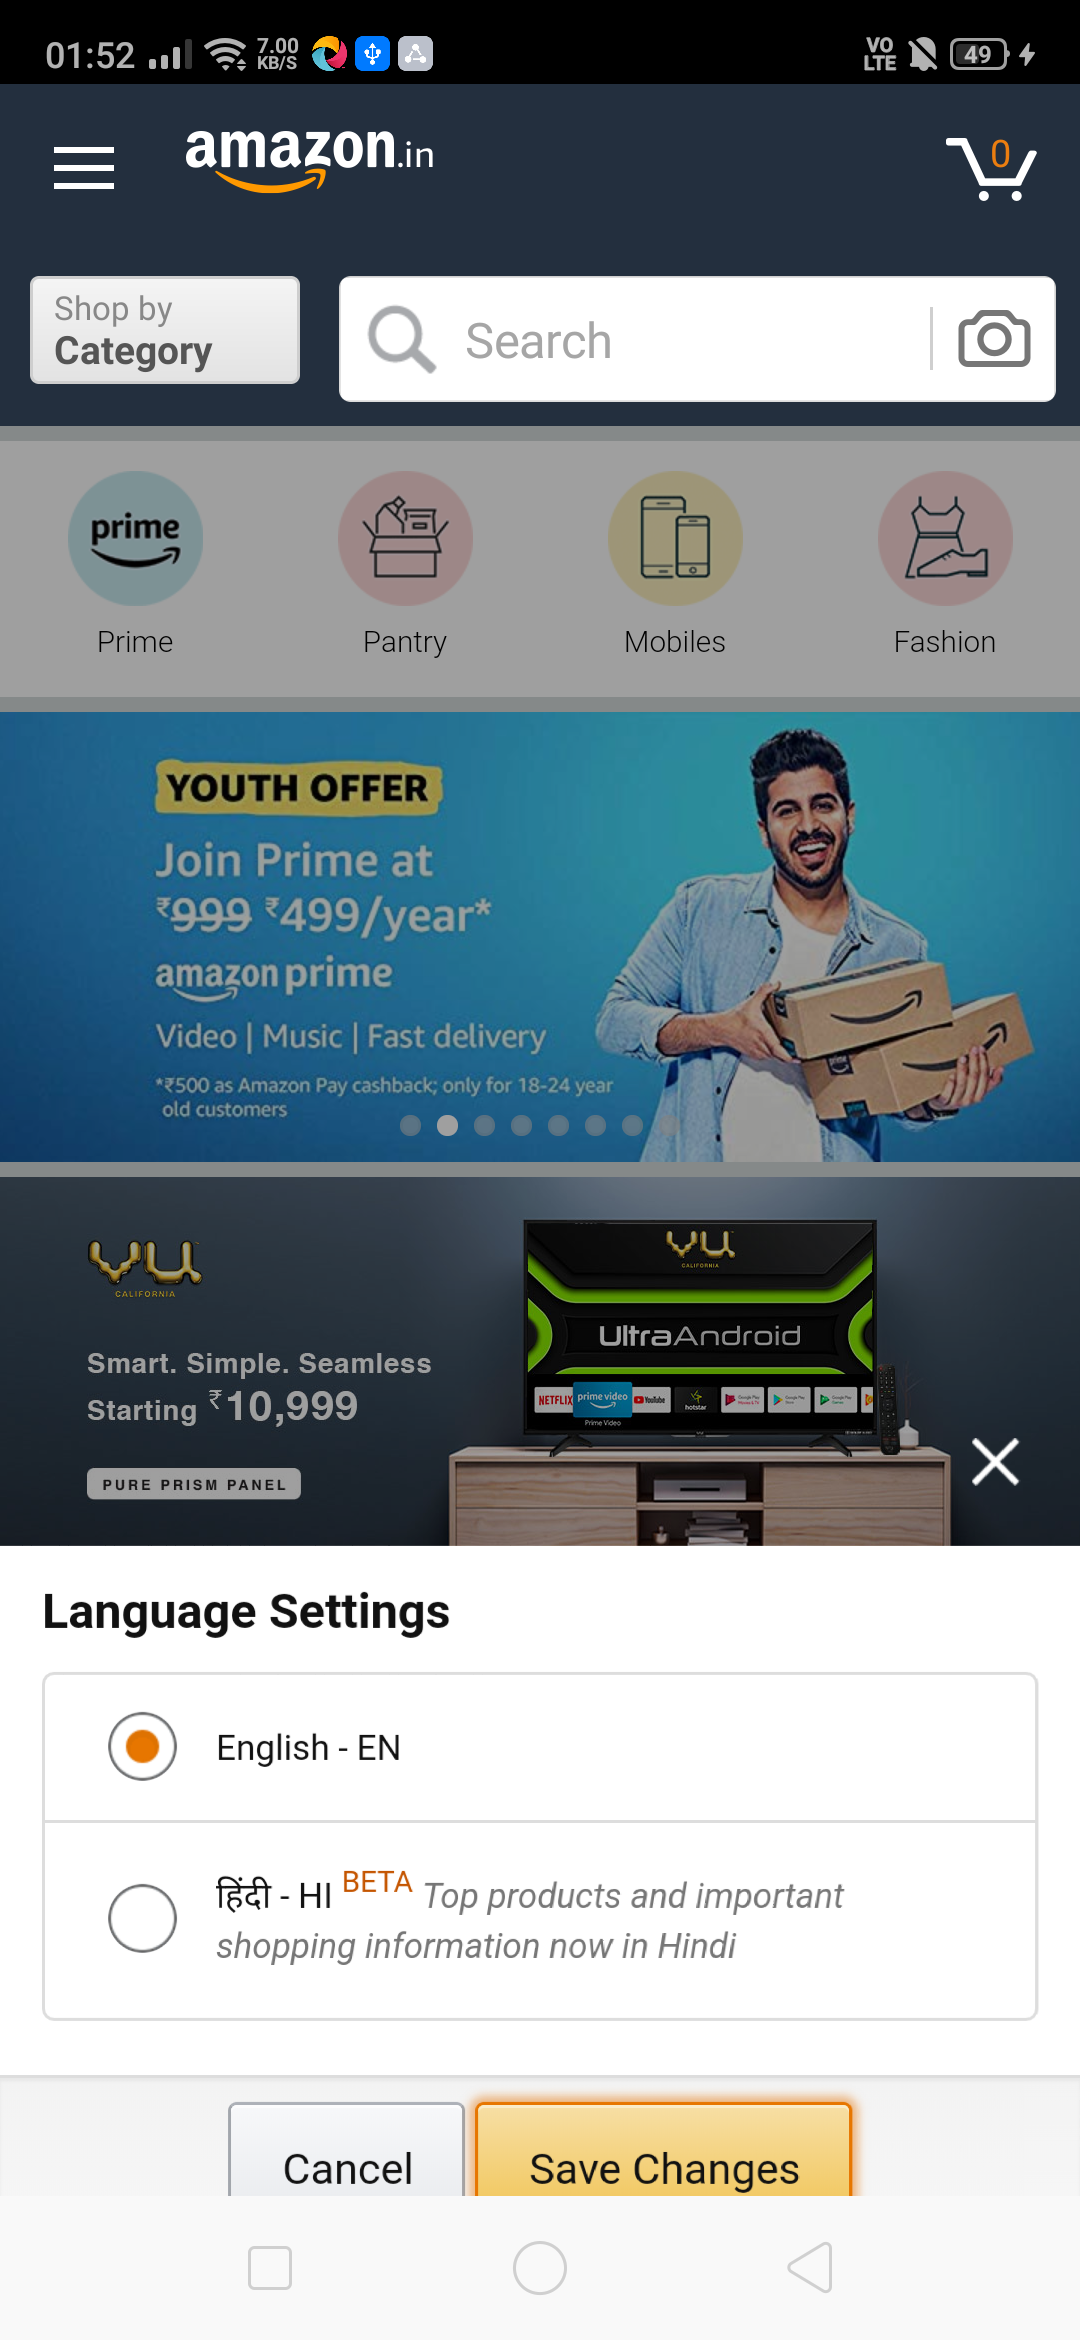 01:52 7.00 KB/S VO LTE 49
amazon.in 0
Shop by
Category
Search
prime
Prime Pantry Mobiles Fashion
YOUTH OFFER
Join Prime at
₹999 ₹499/year*
amazon prime
Video | Music | Fast delivery
*₹500 as Amazon Pay cashback; only for 18-24 year
old customers
prime
vu
CALIFORNIA
Smart. Simple. Seamless
Starting ₹10,999
PURE PRISM PANEL
vu
CALIFORNIA
UltraAndroid
NETFLIX prime video YouTube hotstar
Prime Video
Language Settings
English - EN
हिंदी - HI BETA Top products and important
shopping information now in Hindi
Cancel Save Changes